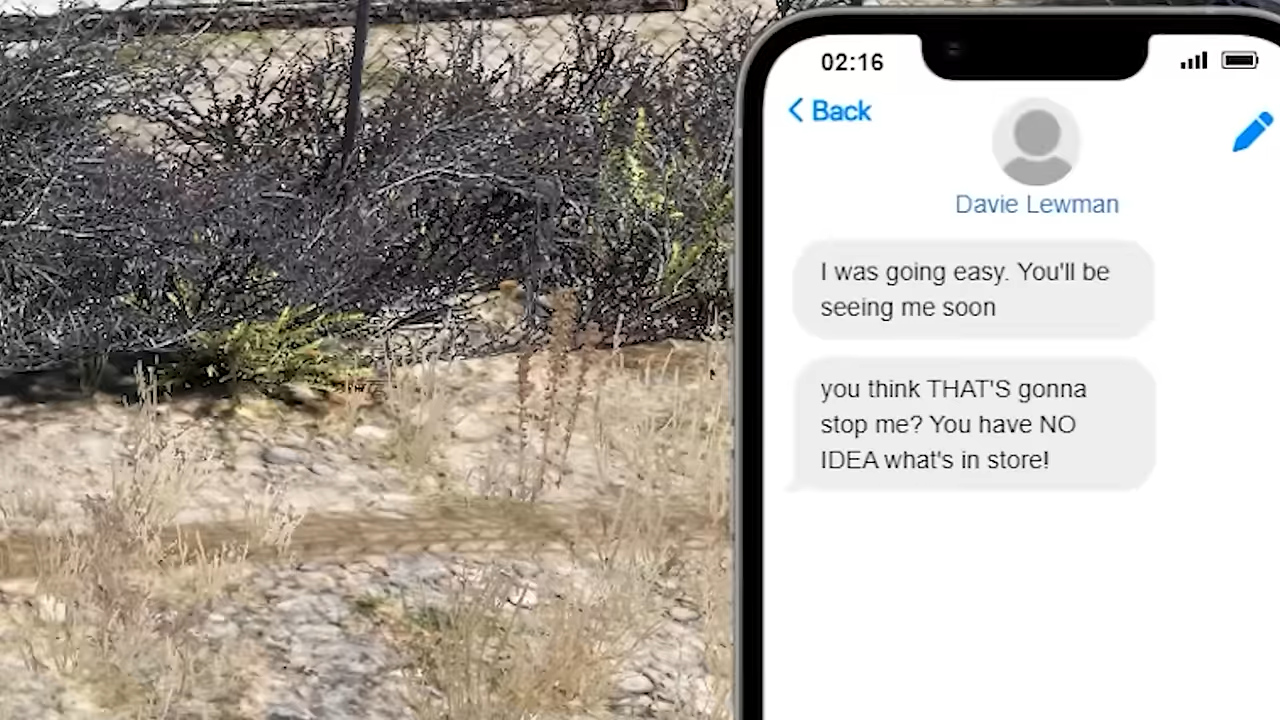 02:16
Back
Davie Lewman
I was going easy. You'll be
seeing me soon
you think THAT'S gonna
stop me? You have NO
IDEA what's in store!